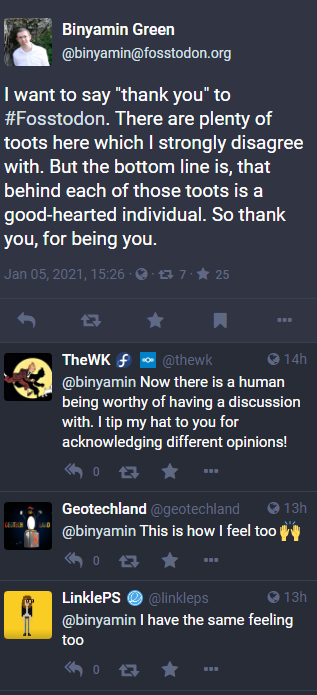 Binyamin Green
@binyamin@fosstodon.org
I want to say "thank you" to
#Fosstodon. There are plenty of
toots here which I strongly disagree
with. But the bottom line is, that
behind each of those toots is a
good-hearted individual. So thank
you, for being you.
Jan 05, 2021, 15:26 · 7 · 25
TheWK @thewk 14h
@binyamin Now there is a human
being worthy of having a discussion
with. I tip my hat to you for
acknowledging different opinions!
0
Geotechland @geotechland 13h
@binyamin This is how I feel too 🙌
0
LinklePS @linkleps 13h
@binyamin I have the same feeling
too
0